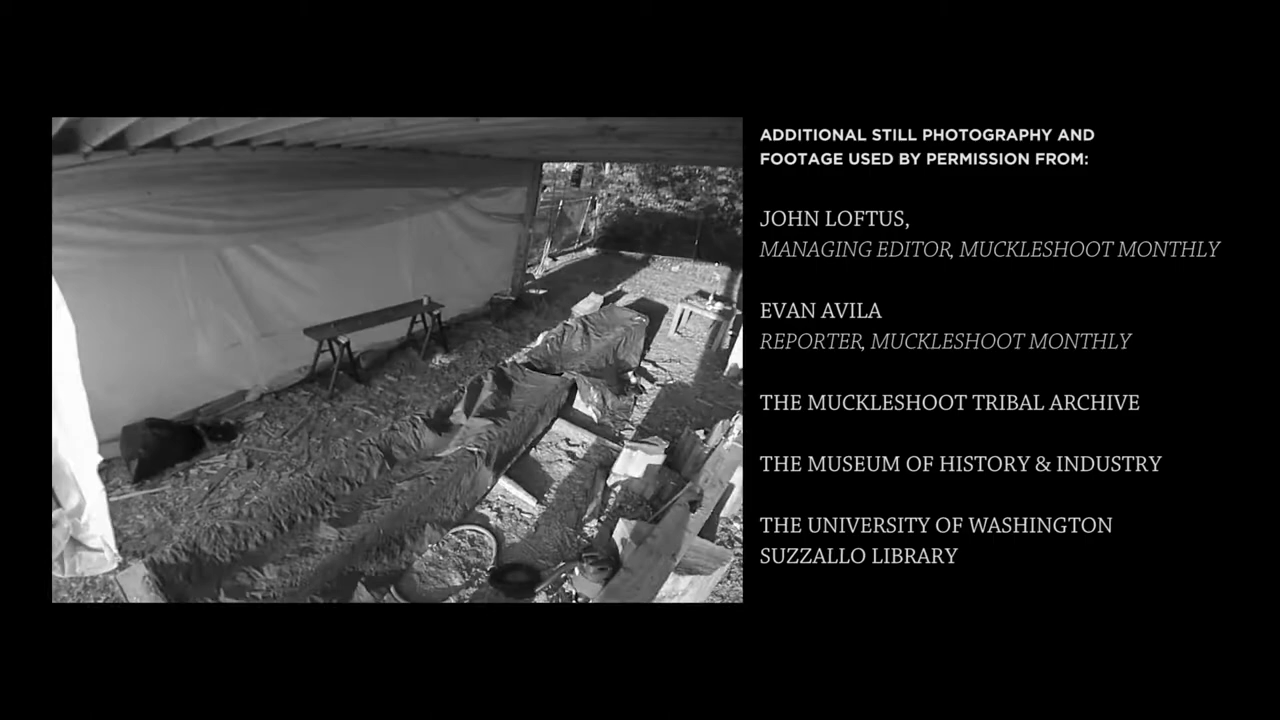 ADDITIONAL STILL PHOTOGRAPHY AND
FOOTAGE USED BY PERMISSION FROM:
JOHN LOFTUS,
MANAGING EDITOR, MUCKLESHOOT MONTHLY
EVAN AVILA
REPORTER, MUCKLESHOOT MONTHLY
THE MUCKLESHOOT TRIBAL ARCHIVE
THE MUSEUM OF HISTORY & INDUSTRY
THE UNIVERSITY OF WASHINGTON
SUZZALLO LIBRARY